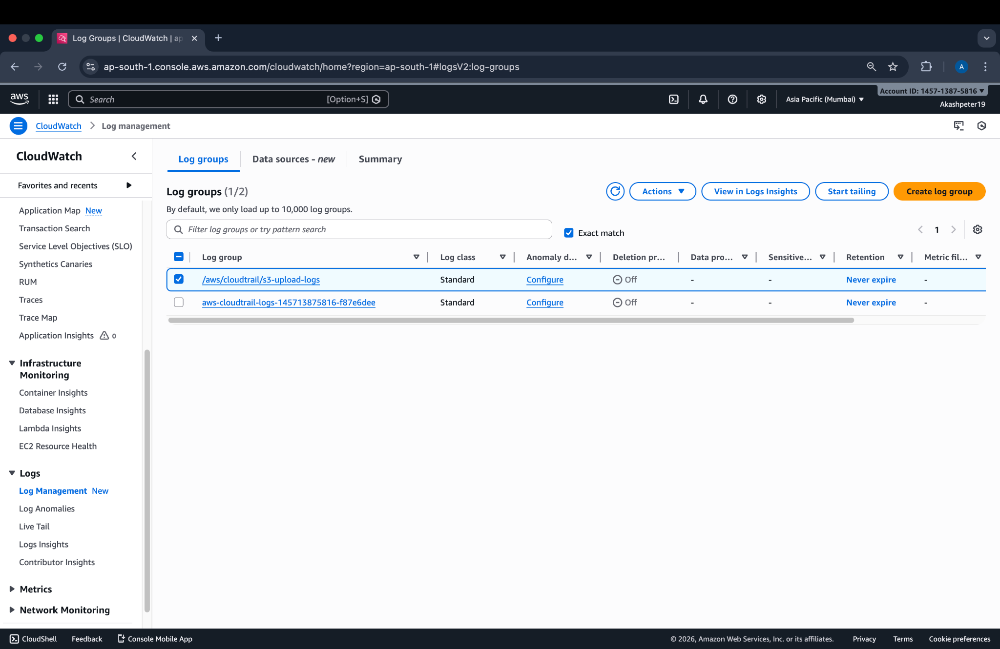 Log Groups | CloudWatch | ap
ap-south-1.console.aws.amazon.com/cloudwatch/home?region=ap-south-1#logsV2:log-groups
A
aws
Search
[Option+S]
Asia Pacific (Mumbai)
Account ID: 1457-1387-5816
Akashpeter19
CloudWatch
Log management
CloudWatch
Favorites and recents
Application Map New
Transaction Search
Service Level Objectives (SLO)
Synthetics Canaries
RUM
Traces
Trace Map
Application Insights 0
Infrastructure
Monitoring
Container Insights
Database Insights
Lambda Insights
EC2 Resource Health
Logs
Log Management New
Log Anomalies
Live Tail
Logs Insights
Contributor Insights
Metrics
Network Monitoring
Log groups Data sources - new Summary
Log groups (1/2)
Actions View in Logs Insights Start tailing Create log group
By default, we only load up to 10,000 log groups.
Filter log groups or try pattern search
Exact match
1
Log group Log class Anomaly d... Deletion pr... Data pro... Sensitive... Retention Metric fil...
/aws/cloudtrail/s3-upload-logs Standard Configure Off - - Never expire -
aws-cloudtrail-logs-145713875816-f87e6dee Standard Configure Off - - Never expire -
CloudShell Feedback Console Mobile App
© 2026, Amazon Web Services, Inc. or its affiliates. Privacy Terms Cookie preferences